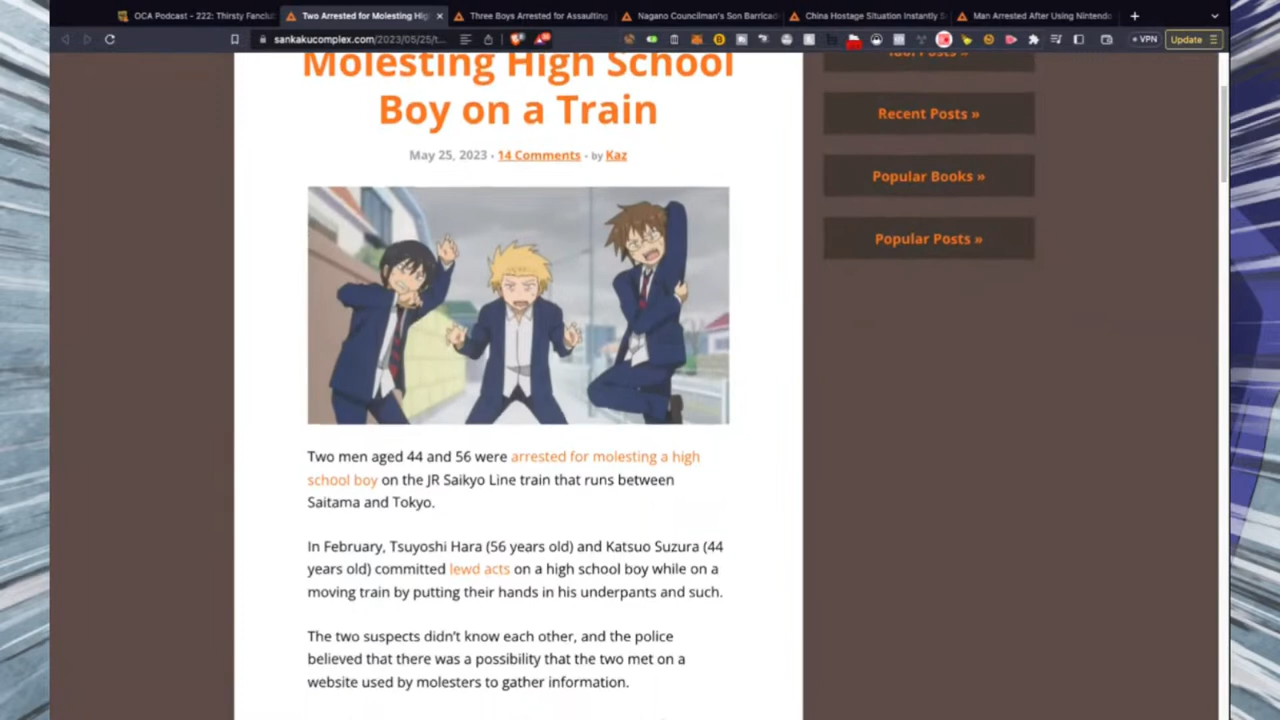 OCA Podcast - 222: Thirsty Fanclu
Two Arrested for Molesting Hig
Three Boys Arrested for Assaulting
Nagano Councilman's Son Barricad
China Hostage Situation Instantly S
Man Arrested After Using Nintendo
sankakucomplex.com/2023/05/25/t...
VPN
Update
Molesting High School
Boy on a Train
May 25, 2023 · 14 Comments · by Kaz
Idol Posts »
Recent Posts »
Popular Books »
Popular Posts »
Two men aged 44 and 56 were arrested for molesting a high
school boy on the JR Saikyo Line train that runs between
Saitama and Tokyo.
In February, Tsuyoshi Hara (56 years old) and Katsuo Suzura (44
years old) committed lewd acts on a high school boy while on a
moving train by putting their hands in his underpants and such.
The two suspects didn't know each other, and the police
believed that there was a possibility that the two met on a
website used by molesters to gather information.